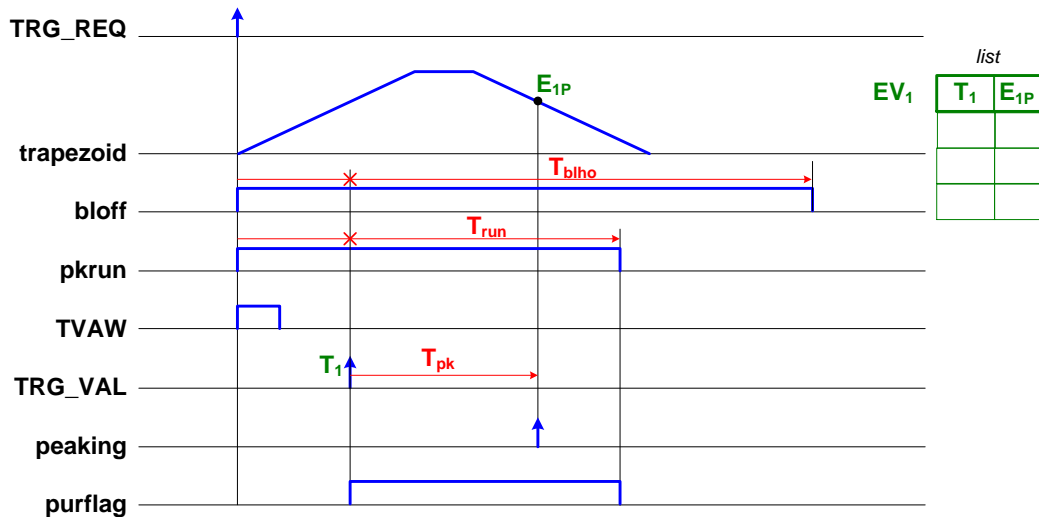 TRG_REQ
list
E1P
EV1 T1 E1P
trapezoid
Tblho
bloff
Trun
pkrun
TVAW
T1 Tpk
TRG_VAL
peaking
purflag